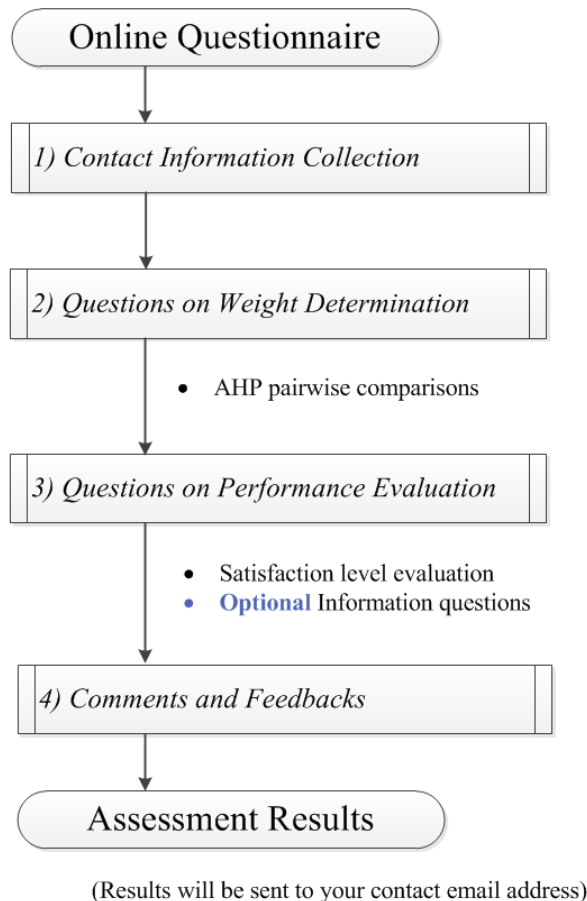 Online Questionnaire
1) Contact Information Collection
2) Questions on Weight Determination
• AHP pairwise comparisons
3) Questions on Performance Evaluation
• Satisfaction level evaluation
• Optional Information questions
4) Comments and Feedbacks
Assessment Results
(Results will be sent to your contact email address)